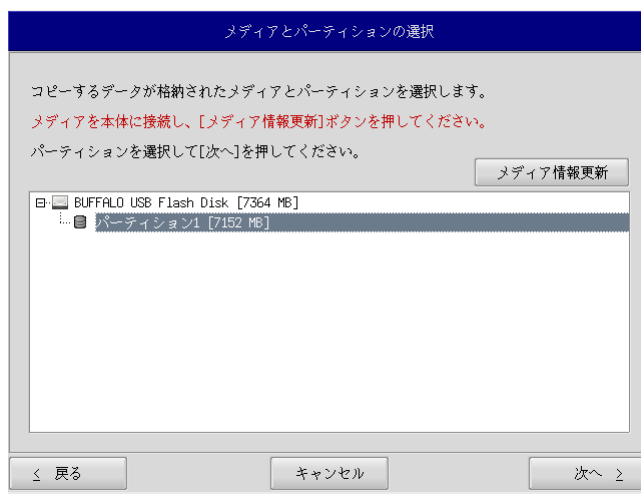 メディアとパーティションの選択
コピーするデータが格納されたメディアとパーティションを選択します。
メディアを本体に接続し、[メディア情報更新]ボタンを押してください。
パーティションを選択して[次へ]を押してください。
メディア情報更新
BUFFALO USB Flash Disk [7364 MB]
パーティション1 [7152 MB]
≤ 戻る
キャンセル
次へ ≥